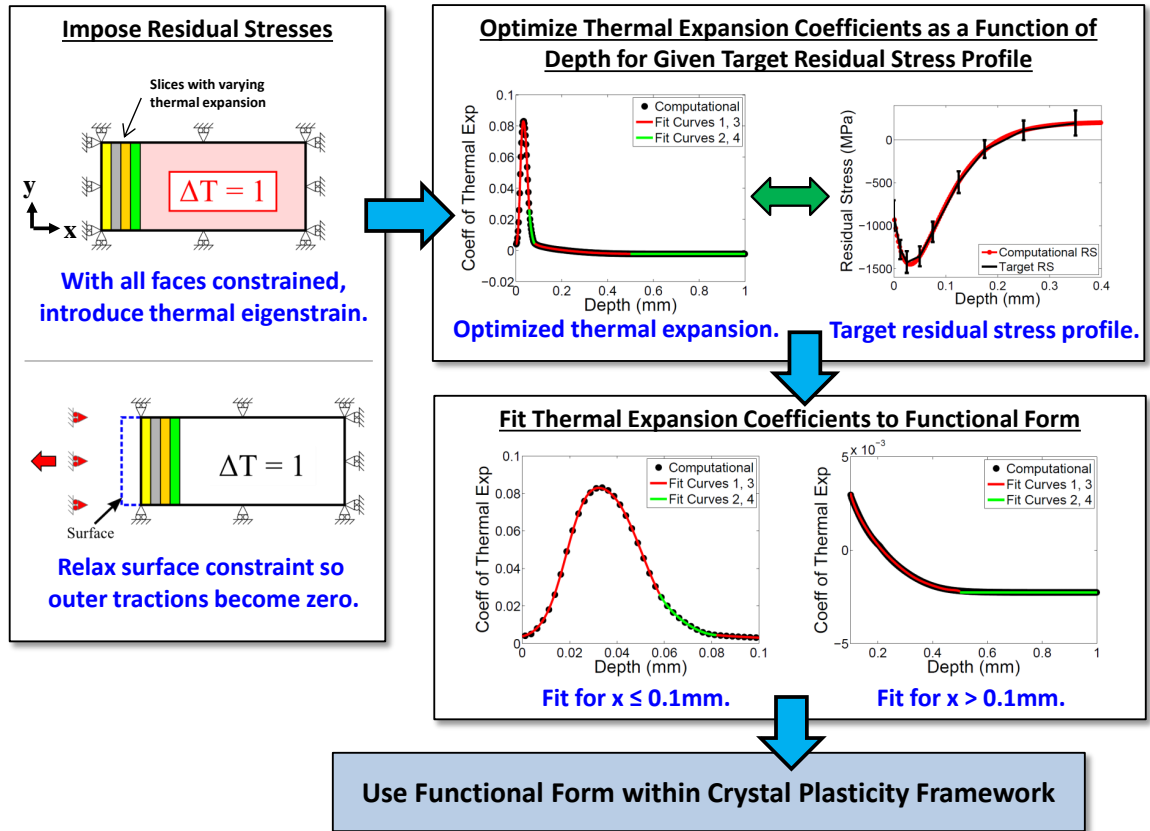 Impose Residual Stresses
Slices with varying
thermal expansion
ΔT = 1
y
x
With all faces constrained,
introduce thermal eigenstrain.
ΔT = 1
Surface
Relax surface constraint so
outer tractions become zero.
Optimize Thermal Expansion Coefficients as a Function of
Depth for Given Target Residual Stress Profile
Coeff of Thermal Exp
0.1
0.08
0.06
0.04
0.02
0
−0.02
0
0.2
0.4
0.6
0.8
1
Depth (mm)
Computational
Fit Curves 1, 3
Fit Curves 2, 4
Optimized thermal expansion.
Residual Stress (MPa)
0
−500
−1000
−1500
0
0.1
0.2
0.3
0.4
Depth (mm)
Computational RS
Target RS
Target residual stress profile.
Fit Thermal Expansion Coefficients to Functional Form
Coeff of Thermal Exp
0.1
0.08
0.06
0.04
0.02
0
0
0.02
0.04
0.06
0.08
0.1
Depth (mm)
Computational
Fit Curves 1, 3
Fit Curves 2, 4
Fit for x ≤ 0.1mm.
Coeff of Thermal Exp
5 x 10⁻³
0
−5
0.2
0.4
0.6
0.8
1
Depth (mm)
Computational
Fit Curves 1, 3
Fit Curves 2, 4
Fit for x > 0.1mm.
Use Functional Form within Crystal Plasticity Framework